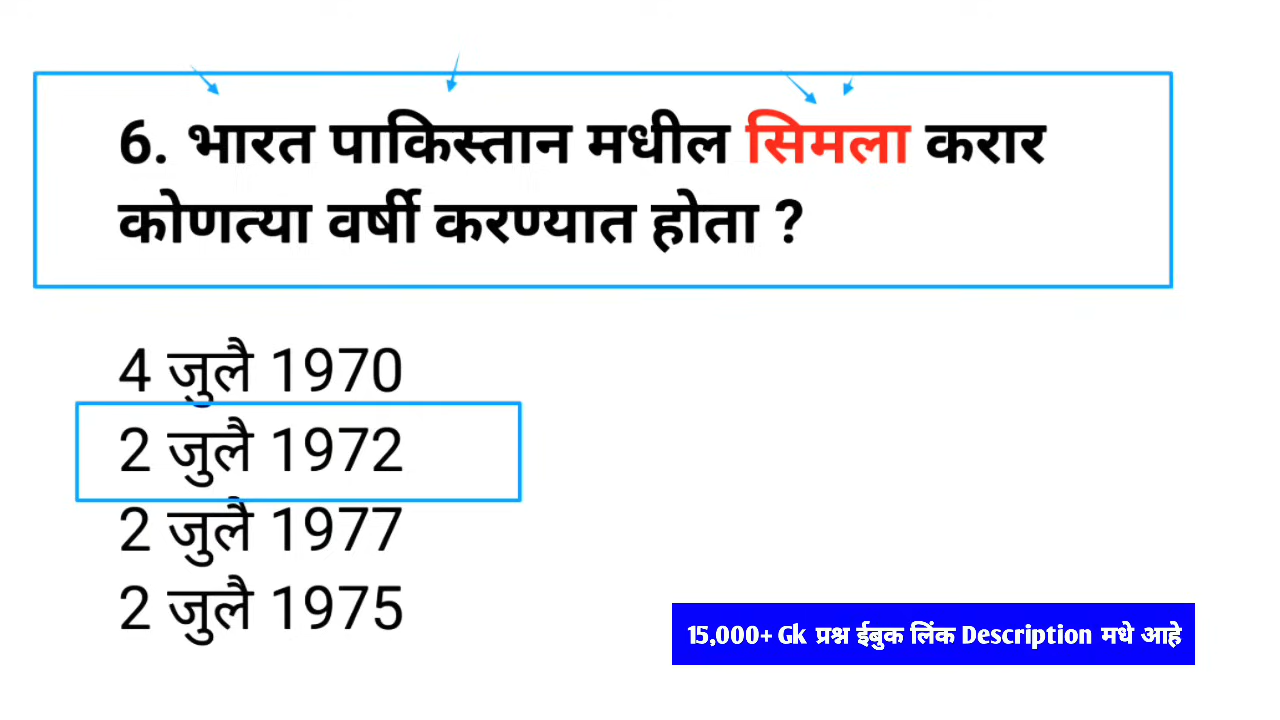 6. भारत पाकिस्तान मधील सिमला करार
कोणत्या वर्षी करण्यात होता ?
4 जुलै 1970
2 जुलै 1972
2 जुलै 1977
2 जुलै 1975
15,000+ Gk प्रश्न ईबुक लिंक Description मधे आहे